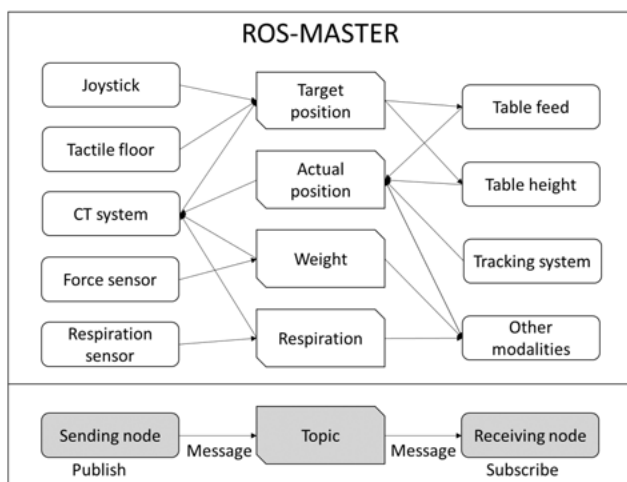 ROS-MASTER
Joystick
Tactile floor
CT system
Force sensor
Respiration
sensor
Target
position
Actual
position
Weight
Respiration
Table feed
Table height
Tracking system
Other
modalities
Sending node
Publish
Message
Topic
Message
Receiving node
Subscribe